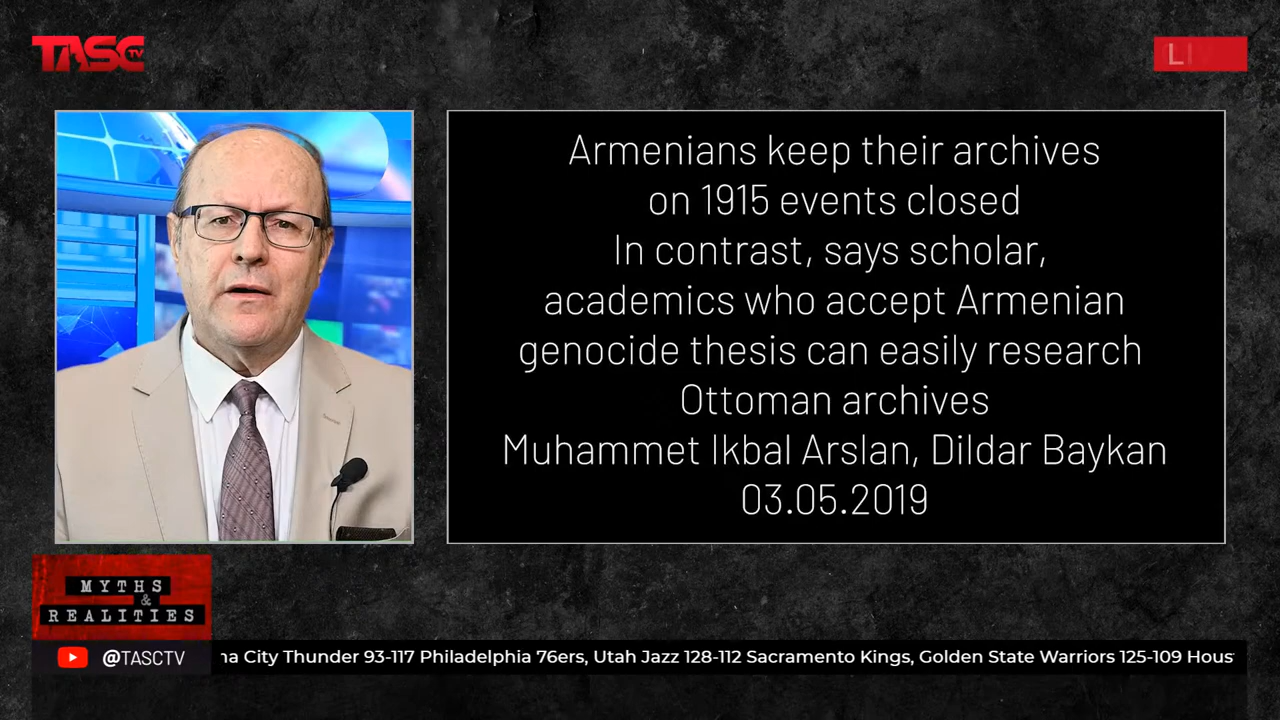 TASC TV
LI
Armenians keep their archives
on 1915 events closed
In contrast, says scholar,
academics who accept Armenian
genocide thesis can easily research
Ottoman archives
Muhammet Ikbal Arslan, Dildar Baykan
03.05.2019
MYTHS
&
REALITIES
@TASCTV
City Thunder 93-117 Philadelphia 76ers, Utah Jazz 128-112 Sacramento Kings, Golden State Warriors 125-109